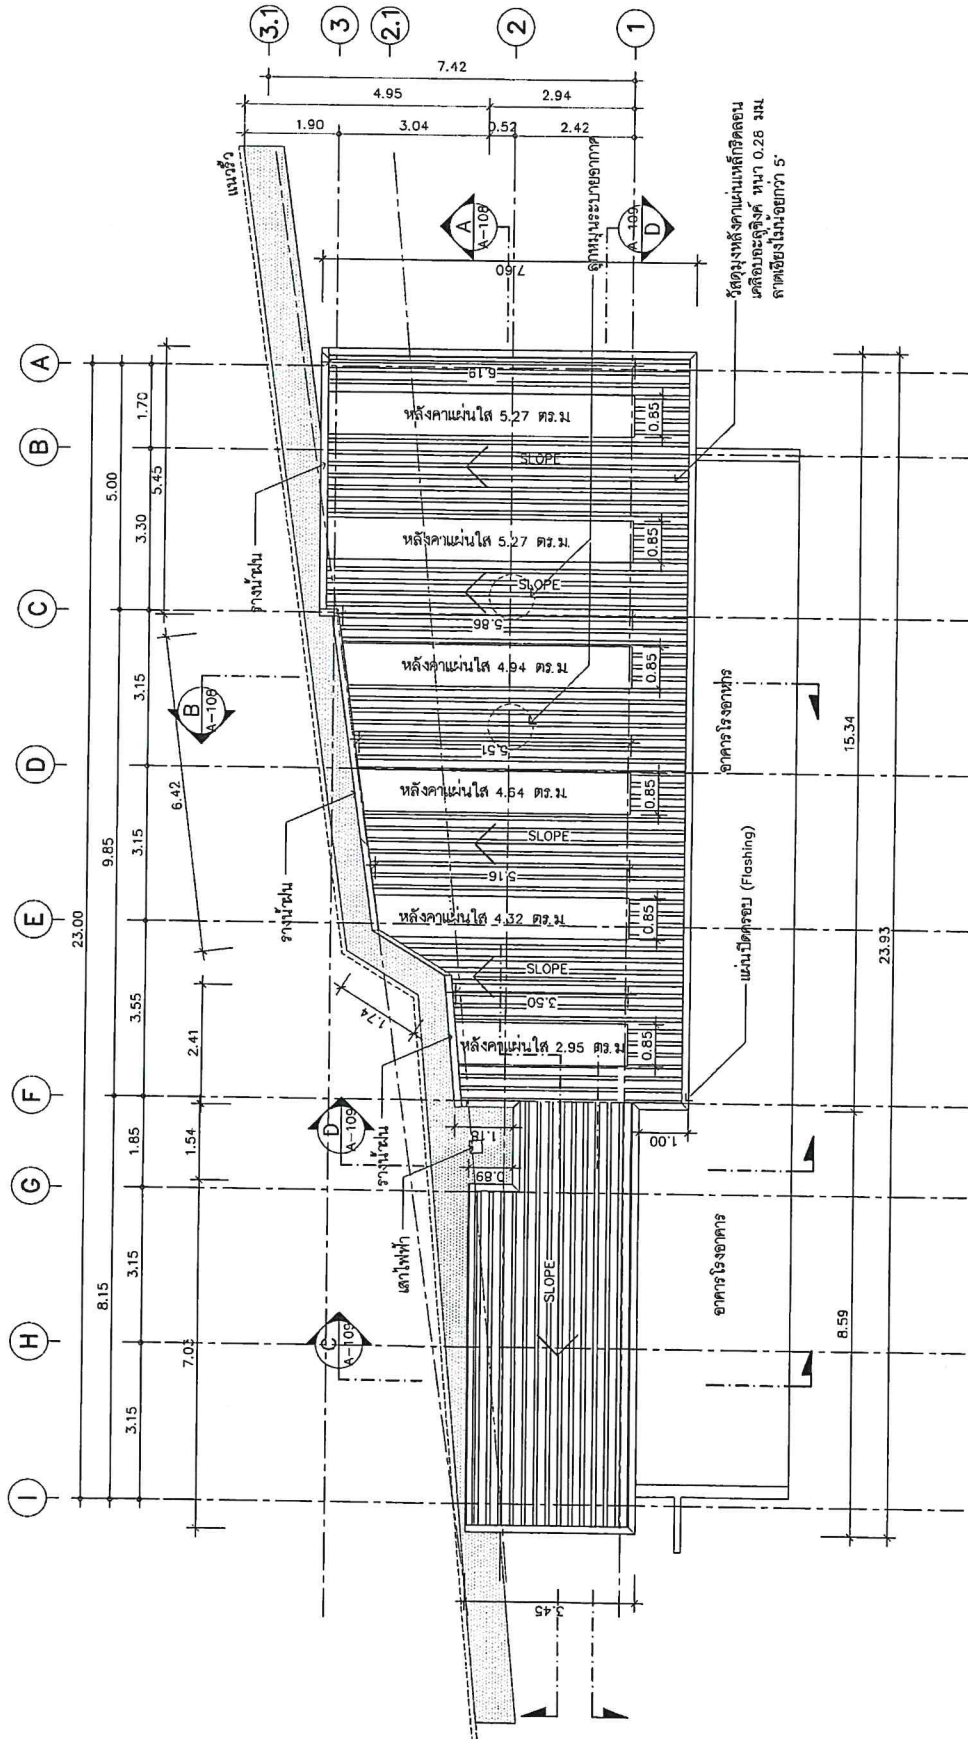 3.1
3
2.1
2
1
7.42
4.95
2.94
1.90
3.04
0.52
2.42
แนวรั้ว
A
A-108
ลูกหมุนระบายอากาศ
A-109
D
7.60
วัสดุมุงหลังคาแผ่นเหล็กรีดลอน
เคลือบอะลูซิงค์ หนา 0.28 มม
ลาดเอียงไม่น้อยกว่า 5°
A
B
C
D
E
F
G
H
I
23.00
5.00
9.85
8.15
1.70
3.30
3.15
3.15
3.55
1.85
3.15
3.15
5.45
6.42
2.41
1.54
7.03
รางน้ำฝน
รางน้ำฝน
รางน้ำฝน
เสาไฟฟ้า
B
A-108
D
A-109
C
A-109
1.74
6.19
หลังคาแผ่นใส 5.27 ตร.ม
0.85
SLOPE
หลังคาแผ่นใส 5.27 ตร.ม.
0.85
SLOPE
5.86
หลังคาแผ่นใส 4.94 ตร.ม
0.85
5.51
หลังคาแผ่นใส 4.64 ตร.ม
0.85
SLOPE
5.16
หลังคาแผ่นใส 4.32 ตร.ม
0.85
SLOPE
3.50
หลังคาแผ่นใส 2.95 ตร.ม
0.85
1.18
0.89
1.00
SLOPE
3.45
อาคารโรงอาหาร
แผ่นปิดครอบ (Flashing)
อาคารโรงอาคาร
15.34
8.59
23.93